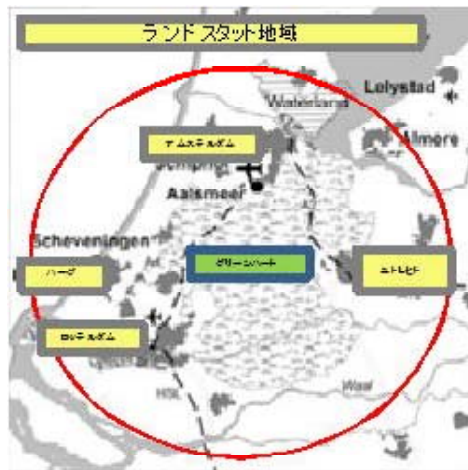 ランドスタット地域
Waterland
Lelystad
Almere
アムステルダム
Aalsmeer
Scheveningen
ハーグ
グリーンハート
ユトレヒト
ロッテルダム
HSL
Waal